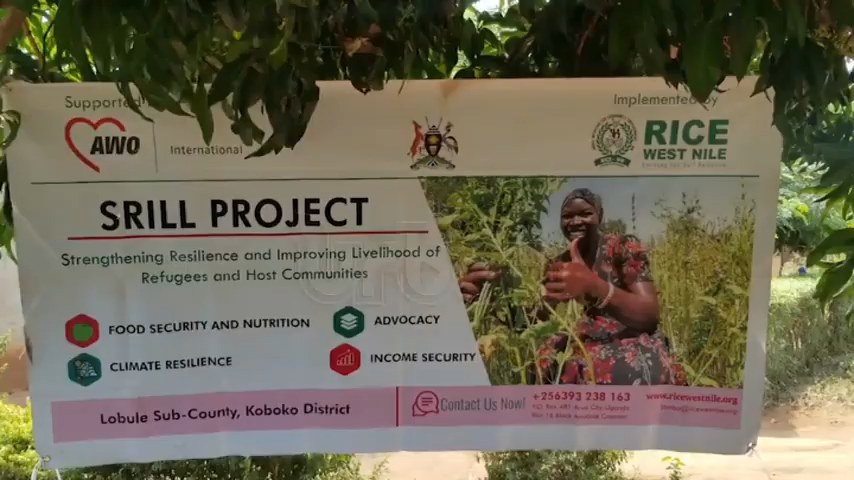 Supported
AWO
International
Implemented by
RICE
WEST NILE
SRILL PROJECT
Strengthening Resilience and Improving Livelihood of
Refugees and Host Communities
FOOD SECURITY AND NUTRITION
ADVOCACY
CLIMATE RESILIENCE
INCOME SECURITY
Lobule Sub-County, Koboko District
Contact Us Now!
+256393 238 163
www.ricewestnile.org